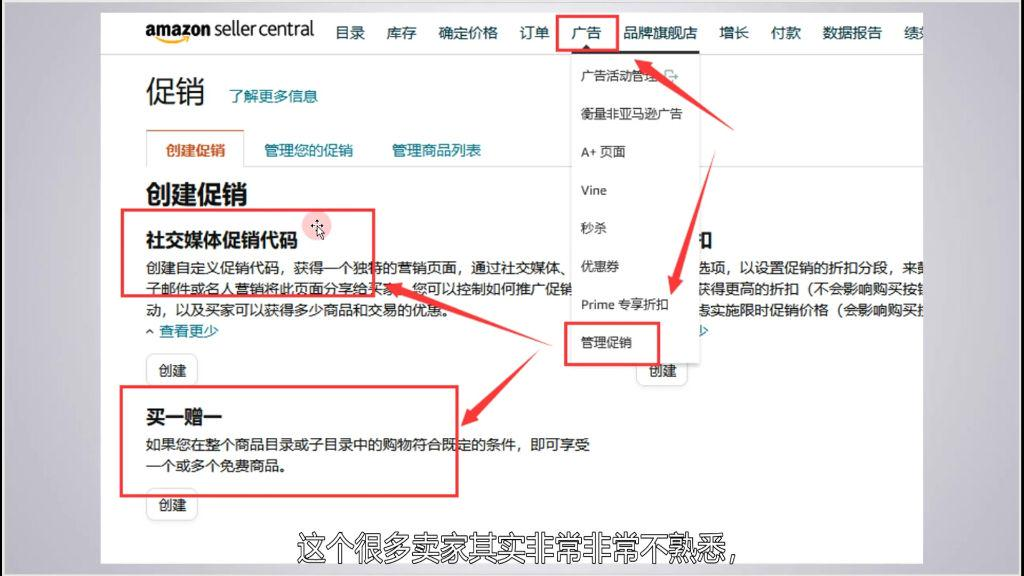 amazon seller central 目录 库存 确定价格 订单 广告 品牌旗舰店 增长 付款 数据报告
促销 了解更多信息
创建促销 管理您的促销 管理商品列表
广告活动管理
衡量非亚马逊广告
A+ 页面
Vine
秒杀
优惠券
Prime 专享折扣
管理促销
创建促销
社交媒体促销代码
创建自定义促销代码，获得一个独特的营销页面，通过社交媒体、
子邮件或名人营销将此页面分享给买家。您可以控制如何推广促销
动，以及买家可以获得多少商品和交易的优惠。
查看更少
创建
扣
选项，以设置促销的折扣分段，来
获得更高的折扣（不会影响购买按
虑实施限时促销价格（会影响购买
创建
买一赠一
如果您在整个商品目录或子目录中的购物符合既定的条件，即可享受
一个或多个免费商品。
创建
这个很多卖家其实非常非常不熟悉，